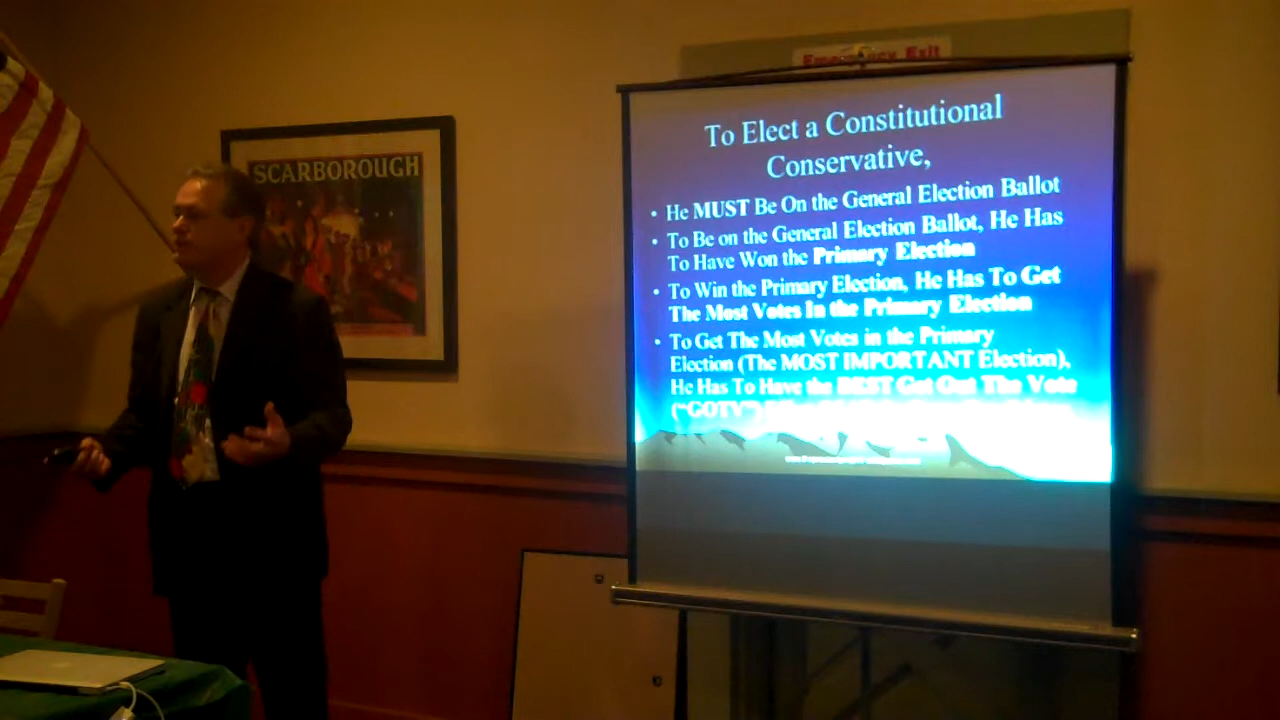 Emergency Exit
SCARBOROUGH
To Elect a Constitutional
Conservative,
• He MUST Be On the General Election Ballot
• To Be on the General Election Ballot, He Has
To Have Won the Primary Election
• To Win the Primary Election, He Has To Get
The Most Votes In the Primary Election
• To Get The Most Votes in the Primary
Election (The MOST IMPORTANT Election),
He Has To Have the BEST Get Out The Vote
("GOTV")